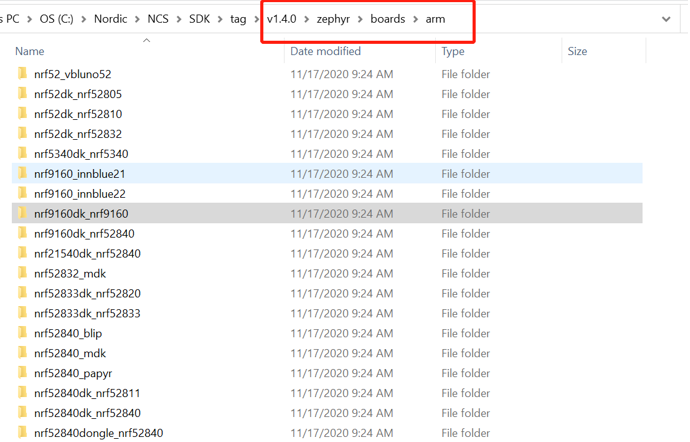 s PC > OS (C:) > Nordic > NCS > SDK > tag > v1.4.0 > zephyr > boards > arm
Name Date modified Type Size
nrf52_vbluno52 11/17/2020 9:24 AM File folder
nrf52dk_nrf52805 11/17/2020 9:24 AM File folder
nrf52dk_nrf52810 11/17/2020 9:24 AM File folder
nrf52dk_nrf52832 11/17/2020 9:24 AM File folder
nrf5340dk_nrf5340 11/17/2020 9:24 AM File folder
nrf9160_innblue21 11/17/2020 9:24 AM File folder
nrf9160_innblue22 11/17/2020 9:24 AM File folder
nrf9160dk_nrf9160 11/17/2020 9:24 AM File folder
nrf9160dk_nrf52840 11/17/2020 9:24 AM File folder
nrf21540dk_nrf52840 11/17/2020 9:24 AM File folder
nrf52832_mdk 11/17/2020 9:24 AM File folder
nrf52833dk_nrf52820 11/17/2020 9:24 AM File folder
nrf52833dk_nrf52833 11/17/2020 9:24 AM File folder
nrf52840_blip 11/17/2020 9:24 AM File folder
nrf52840_mdk 11/17/2020 9:24 AM File folder
nrf52840_papyr 11/17/2020 9:24 AM File folder
nrf52840dk_nrf52811 11/17/2020 9:24 AM File folder
nrf52840dk_nrf52840 11/17/2020 9:24 AM File folder
nrf52840dongle_nrf52840 11/17/2020 9:24 AM File folder